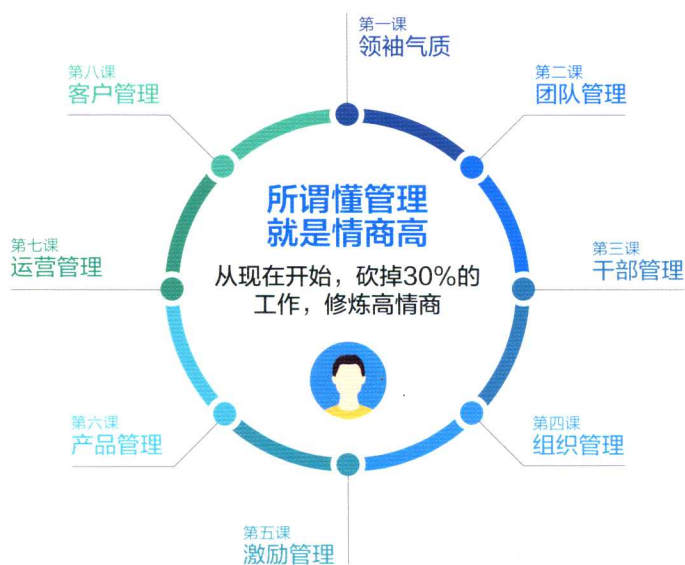 第一课
领袖气质
第二课
团队管理
第三课
干部管理
第四课
组织管理
第五课
激励管理
第六课
产品管理
第七课
运营管理
第八课
客户管理
所谓懂管理
就是情商高
从现在开始，砍掉30%的
工作，修炼高情商